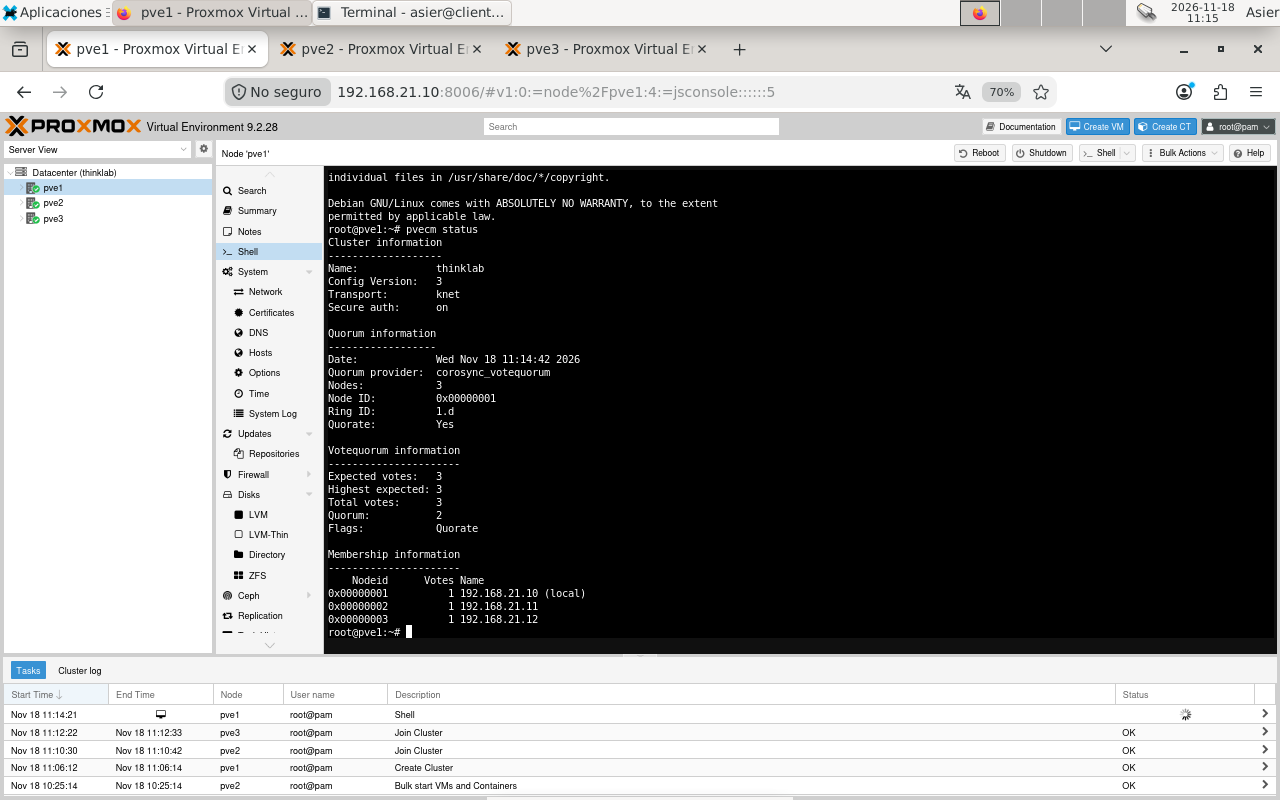 Aplicaciones
pve1 - Proxmox Virtual ...
Terminal - asier@client...
2026-11-18
11:15
Asier
pve1 - Proxmox Virtual E
pve2 - Proxmox Virtual E
pve3 - Proxmox Virtual E
No seguro
192.168.21.10:8006/#v1:0:=node%2Fpve1:4:=jsconsole::::::5
70%
PROXMOX
Virtual Environment 9.2.28
Search
Documentation
Create VM
Create CT
root@pam
Server View
Node 'pve1'
Reboot
Shutdown
Shell
Bulk Actions
Help
Datacenter (thinklab)
pve1
pve2
pve3
Search
Summary
Notes
Shell
System
Network
Certificates
DNS
Hosts
Options
Time
System Log
Updates
Repositories
Firewall
Disks
LVM
LVM-Thin
Directory
ZFS
Ceph
Replication
individual files in /usr/share/doc/*/copyright.
Debian GNU/Linux comes with ABSOLUTELY NO WARRANTY, to the extent
permitted by applicable law.
root@pve1:~# pvecm status
Cluster information
-------------------
Name:             thinklab
Config Version:   3
Transport:        knet
Secure auth:      on
Quorum information
------------------
Date:             Wed Nov 18 11:14:42 2026
Quorum provider:  corosync_votequorum
Nodes:            3
Node ID:          0x00000001
Ring ID:          1.d
Quorate:          Yes
Votequorum information
----------------------
Expected votes:   3
Highest expected: 3
Total votes:      3
Quorum:           2
Flags:            Quorate
Membership information
----------------------
    Nodeid      Votes Name
0x00000001          1 192.168.21.10 (local)
0x00000002          1 192.168.21.11
0x00000003          1 192.168.21.12
root@pve1:~#
Tasks
Cluster log
Start Time End Time Node User name Description Status
Nov 18 11:14:21 pve1 root@pam Shell
Nov 18 11:12:22 Nov 18 11:12:33 pve3 root@pam Join Cluster OK
Nov 18 11:10:30 Nov 18 11:10:42 pve2 root@pam Join Cluster OK
Nov 18 11:06:12 Nov 18 11:06:14 pve1 root@pam Create Cluster OK
Nov 18 10:25:14 Nov 18 10:25:14 pve2 root@pam Bulk start VMs and Containers OK